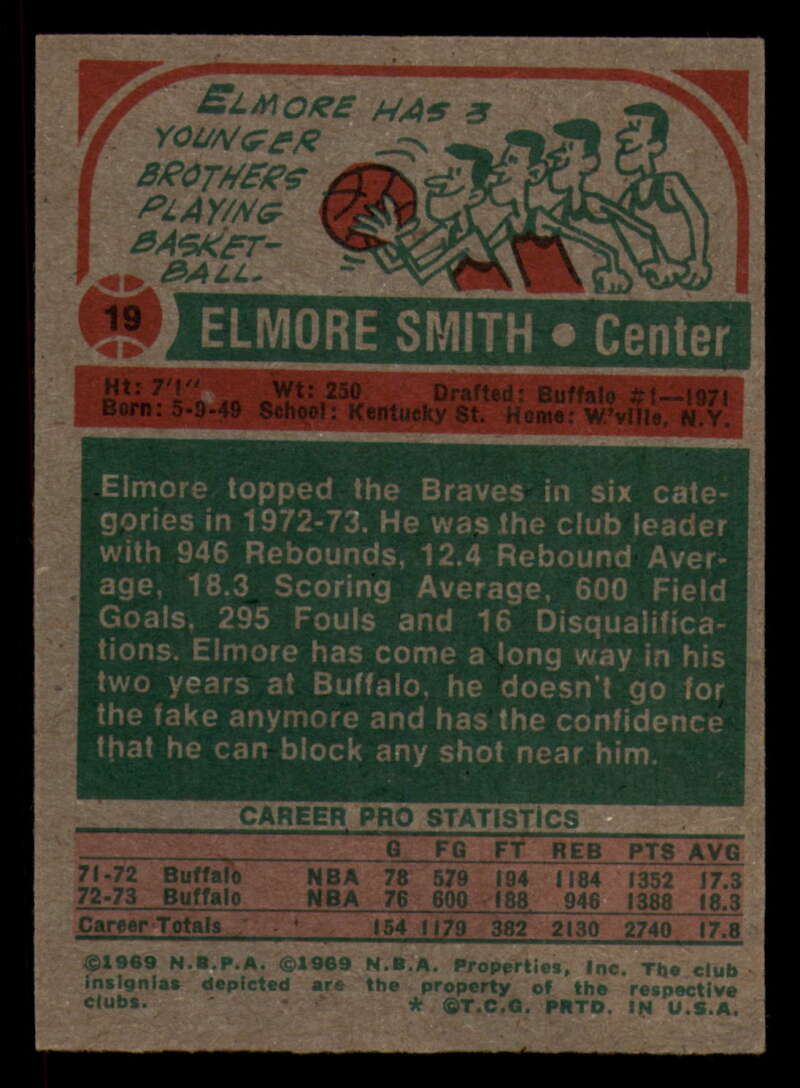 ELMORE HAS 3
YOUNGER
BROTHERS
PLAYING
BASKET-
BALL.
19
ELMORE SMITH • Center
Ht: 7'1" Wt: 250 Drafted: Buffalo #1—1971
Born: 5-9-49 School: Kentucky St. Home: W.'ville, N.Y.
Elmore topped the Braves in six cate-
gories in 1972-73. He was the club leader
with 946 Rebounds, 12.4 Rebound Aver-
age, 18.3 Scoring Average, 600 Field
Goals, 295 Fouls and 16 Disqualifica-
tions. Elmore has come a long way in his
two years at Buffalo, he doesn't go for
the fake anymore and has the confidence
that he can block any shot near him.
CAREER PRO STATISTICS
G FG FT REB PTS AVG
71-72 Buffalo NBA 78 579 194 1184 1352 17.3
72-73 Buffalo NBA 76 600 188 946 1388 18.3
Career Totals 154 1179 382 2130 2740 17.8
©1969 N.B.P.A. ©1969 N.B.A. Properties, Inc. The club
insignias depicted are the property of the respective
clubs. * ©T.C.G. PRTD. IN U.S.A.